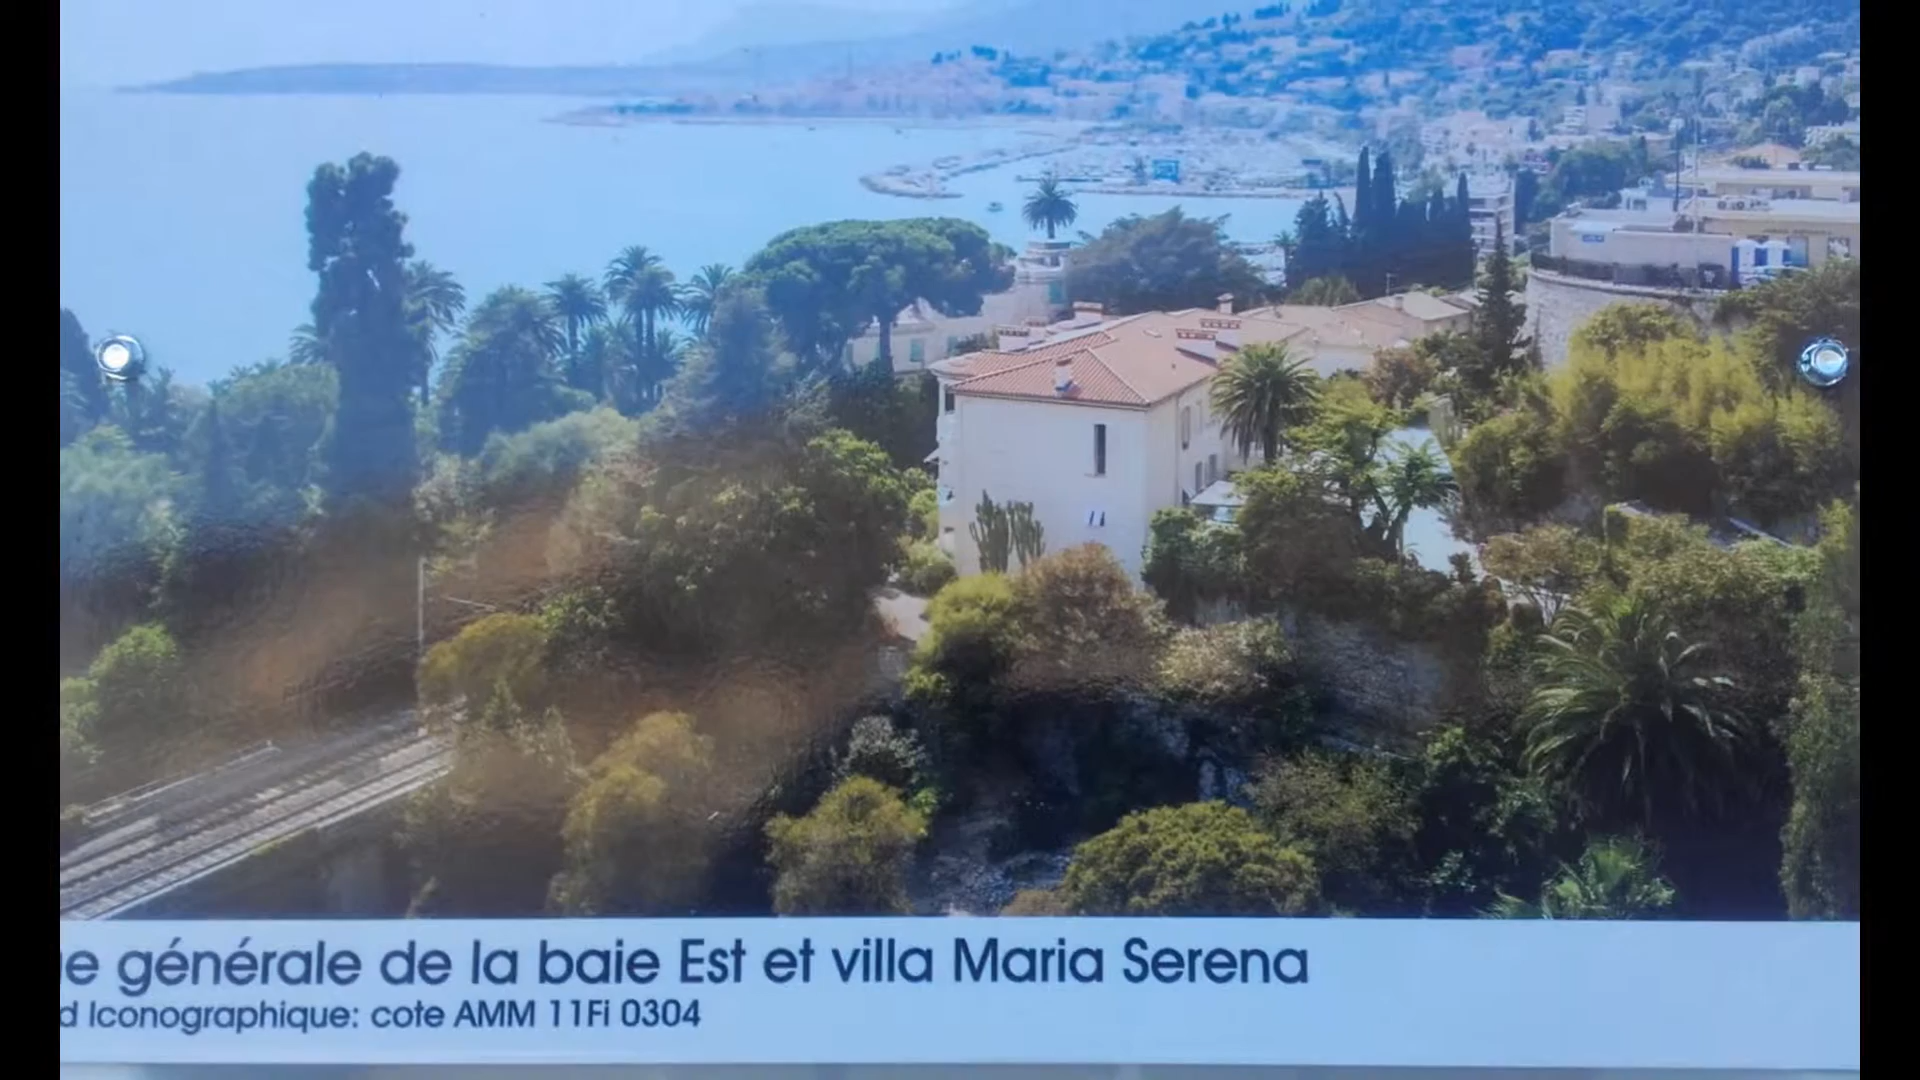 e générale de la baie Est et villa Maria Serena
d Iconographique: cote AMM 11Fi 0304